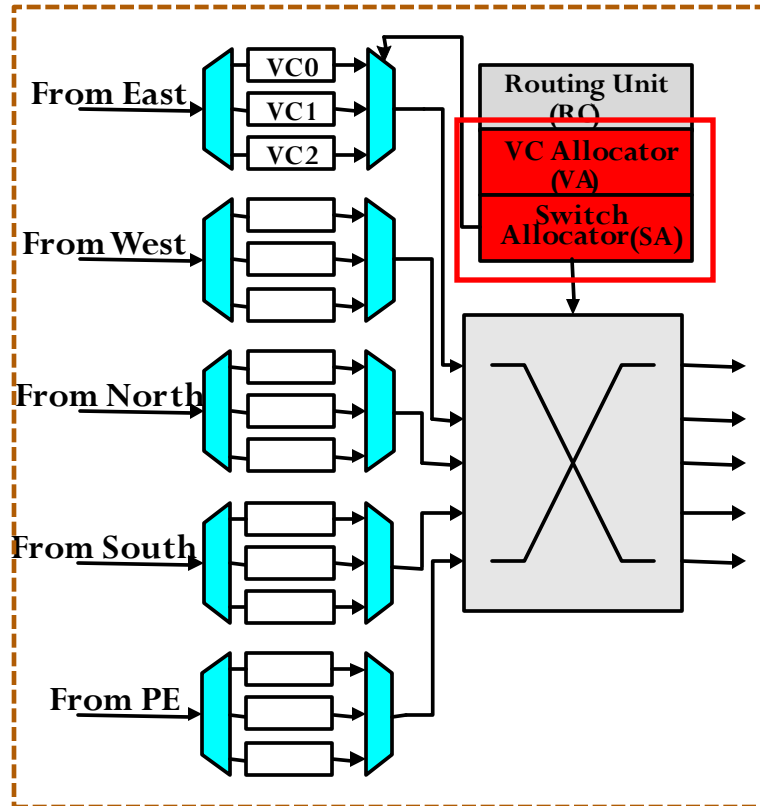 From East
VC0
VC1
VC2
Routing Unit
(RC)
VC Allocator
(VA)
Switch
Allocator(SA)
From West
From North
From South
From PE